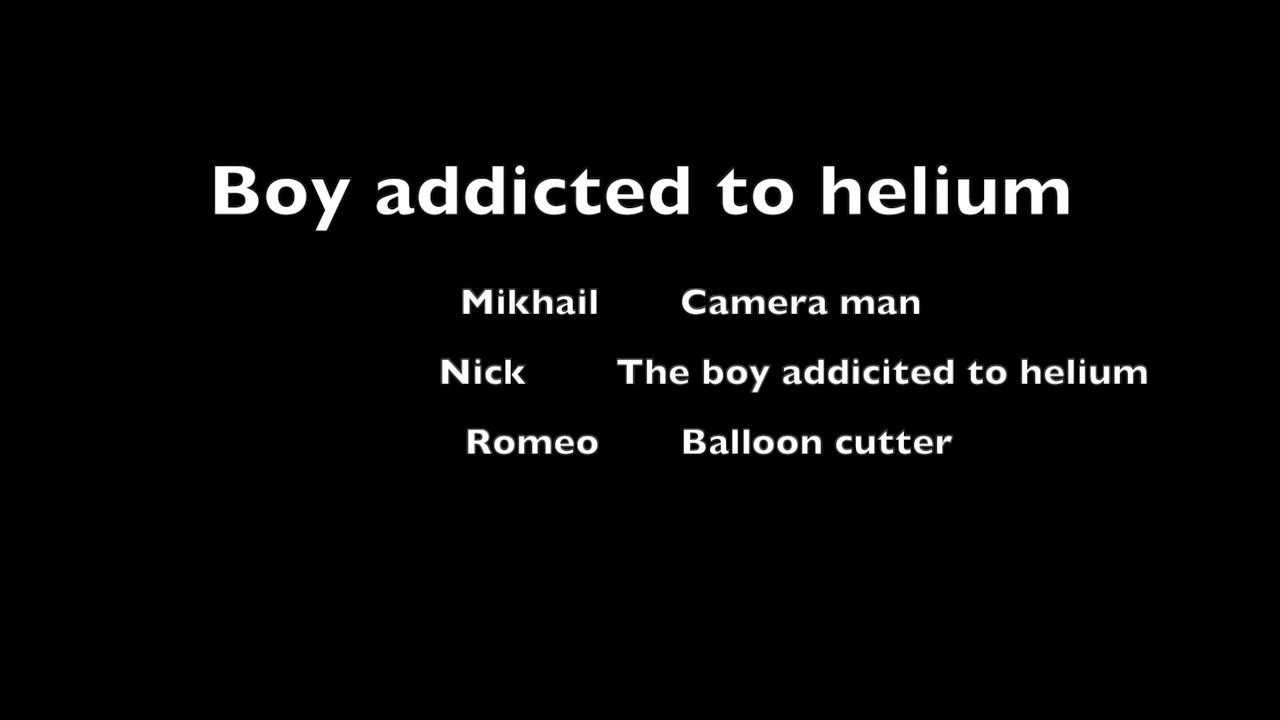 Boy addicted to helium
Mikhail Camera man
Nick The boy addicited to helium
Romeo Balloon cutter